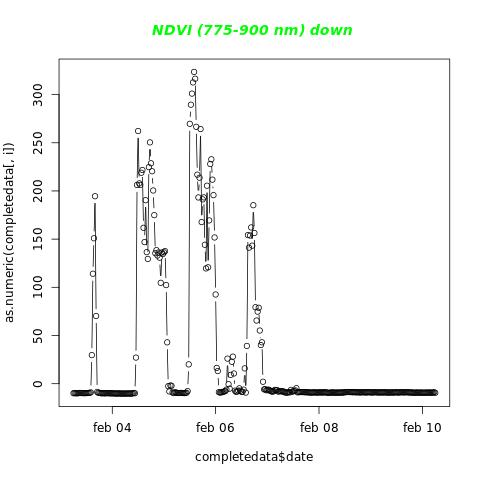 NDVI (775-900 nm) down
as.numeric(completedata[, i])
300
250
200
150
100
50
0
feb 04 feb 06 feb 08 feb 10
completedata$date